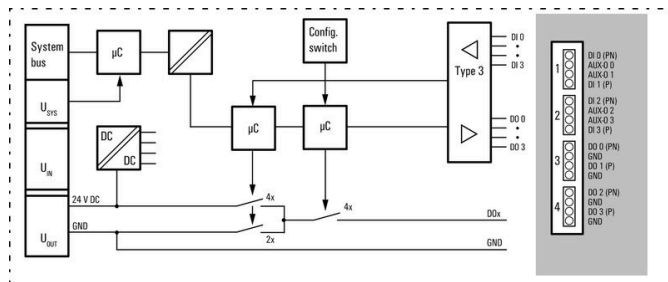 System
bus
µC
Config.
switch
DI 0
•
•
DI 3
Type 3
U_SYS
DC
DC
µC
µC
DO 0
•
•
DO 3
U_IN
24 V DC
4x
4x
DOx
GND
2x
GND
U_OUT
1
DI 0 (PN)
AUX-O 0
AUX-O 1
DI 1 (P)
2
DI 2 (PN)
AUX-O 2
AUX-O 3
DI 3 (P)
3
DO 0 (PN)
GND
DO 1 (P)
GND
4
DO 2 (PN)
GND
DO 3 (P)
GND